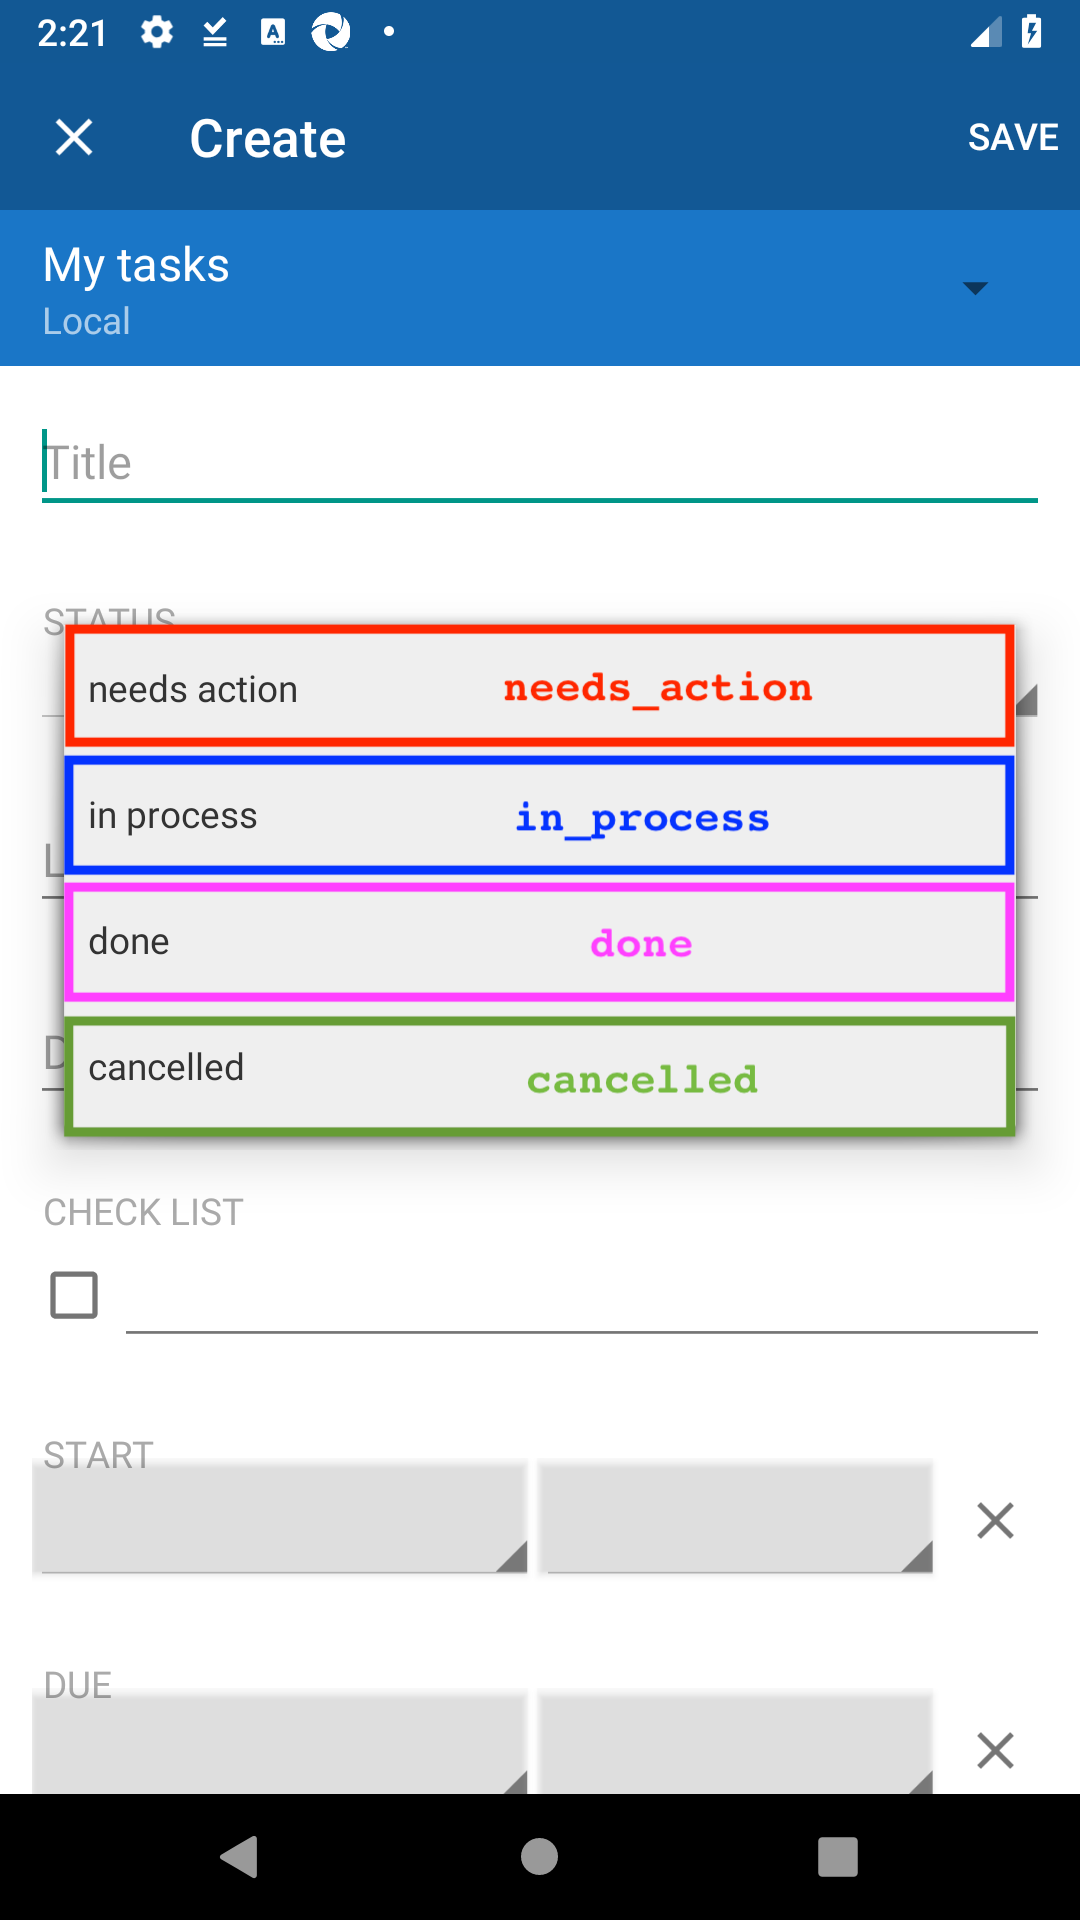 2:21
Create
SAVE
My tasks
Local
Title
STATUS
needs action needs_action
in process in_process
L
done done
D
cancelled cancelled
CHECK LIST
START
DUE